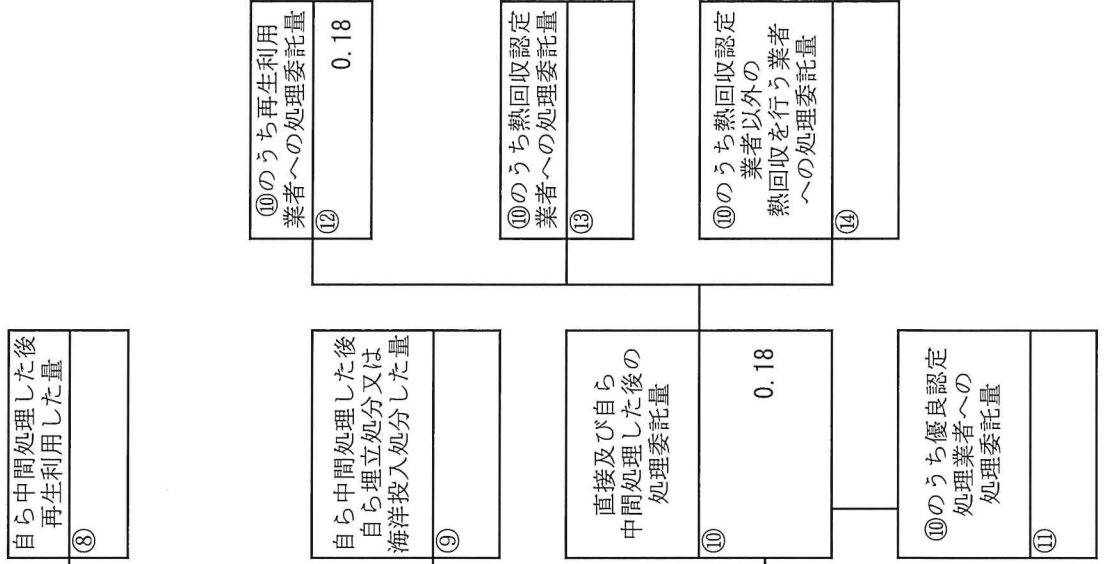 自ら中間処理した後
再生利用した量
⑧
自ら中間処理した後
自ら埋立処分又は
海洋投入処分した量
⑨
直接及び自ら
中間処理した後の
処理委託量
⑩
0.18
⑩のうち優良認定
処理業者への
処理委託量
⑪
⑩のうち再生利用
業者への処理委託量
⑫
0.18
⑩のうち熱回収認定
業者への処理委託量
⑬
⑩のうち熱回収認定
業者以外の
熱回収を行う業者
への処理委託量
⑭